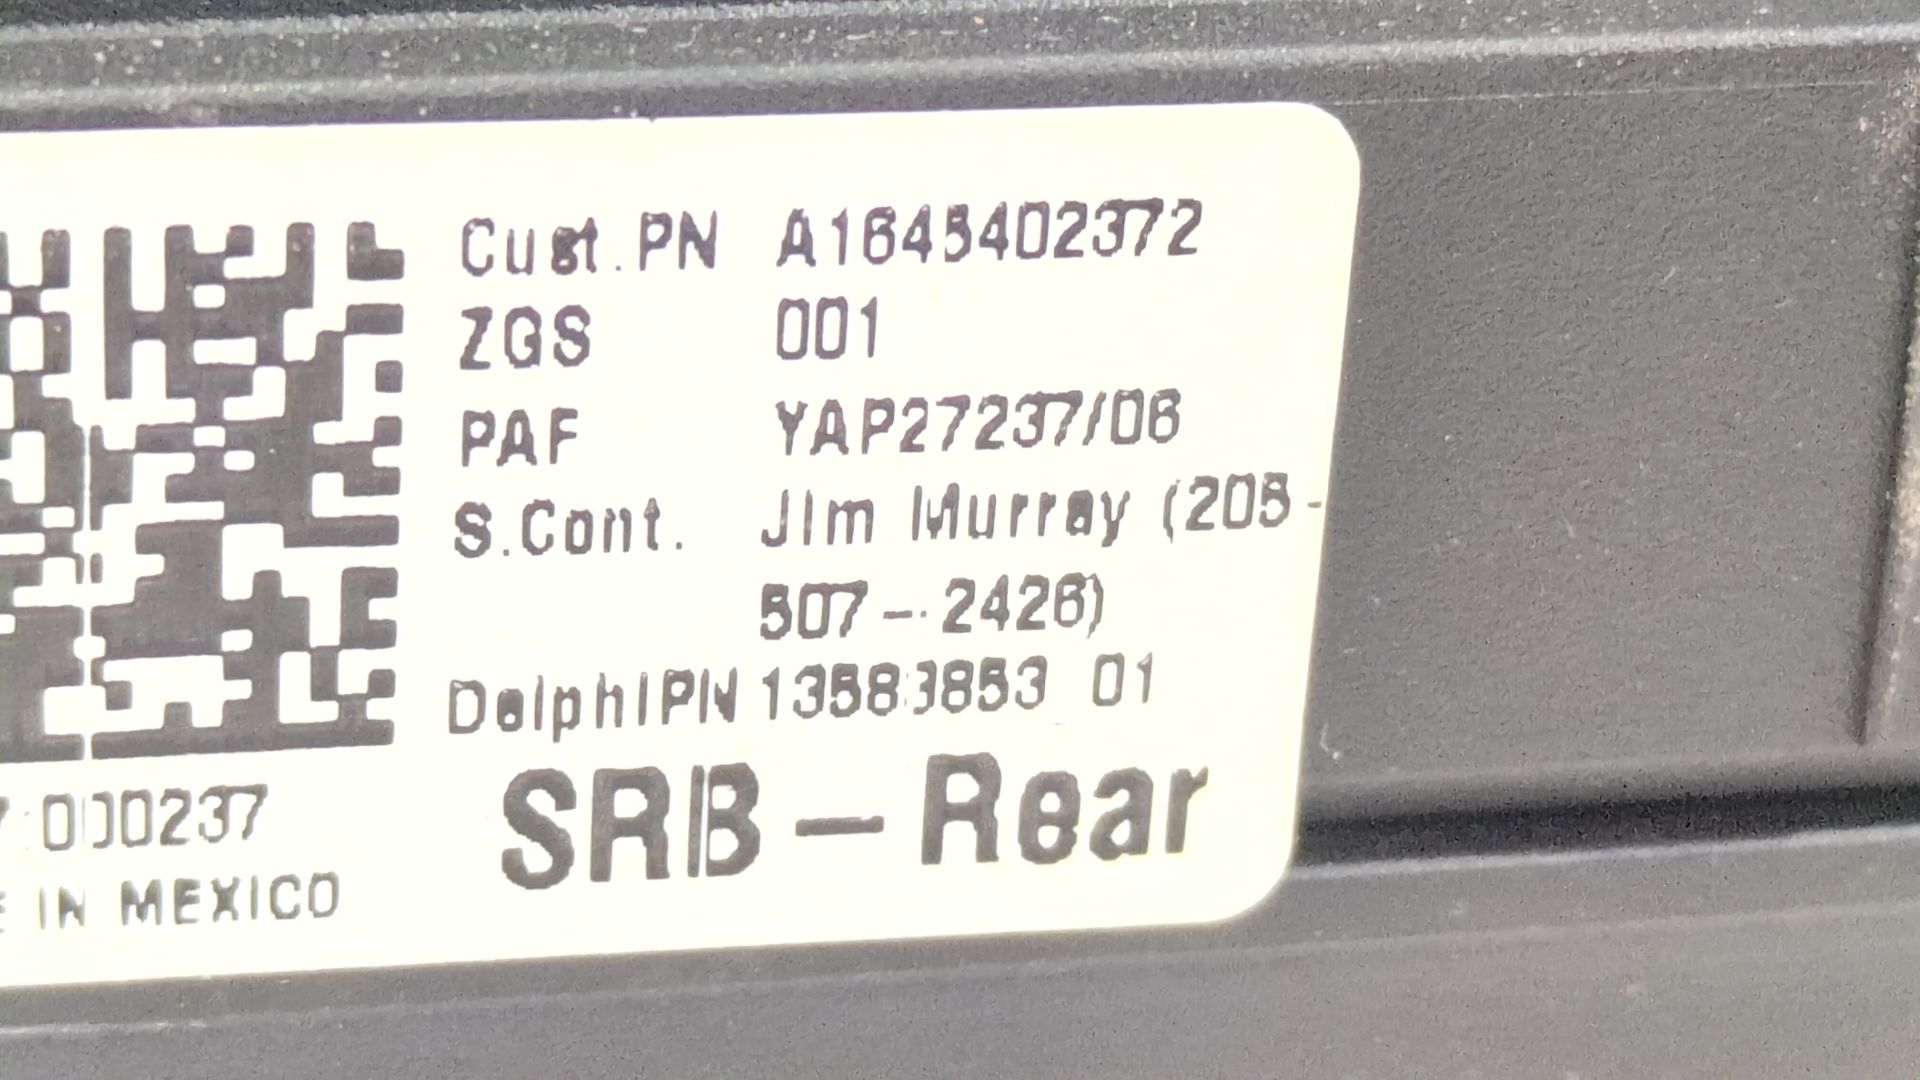 Cust.PN A1645402372
ZGS 001
PAF YAP27237/06
S.Cont. Jim Murray (205-
507-2426)
DelphiPN 13583853 01
SRB-Rear
000237
IN MEXICO